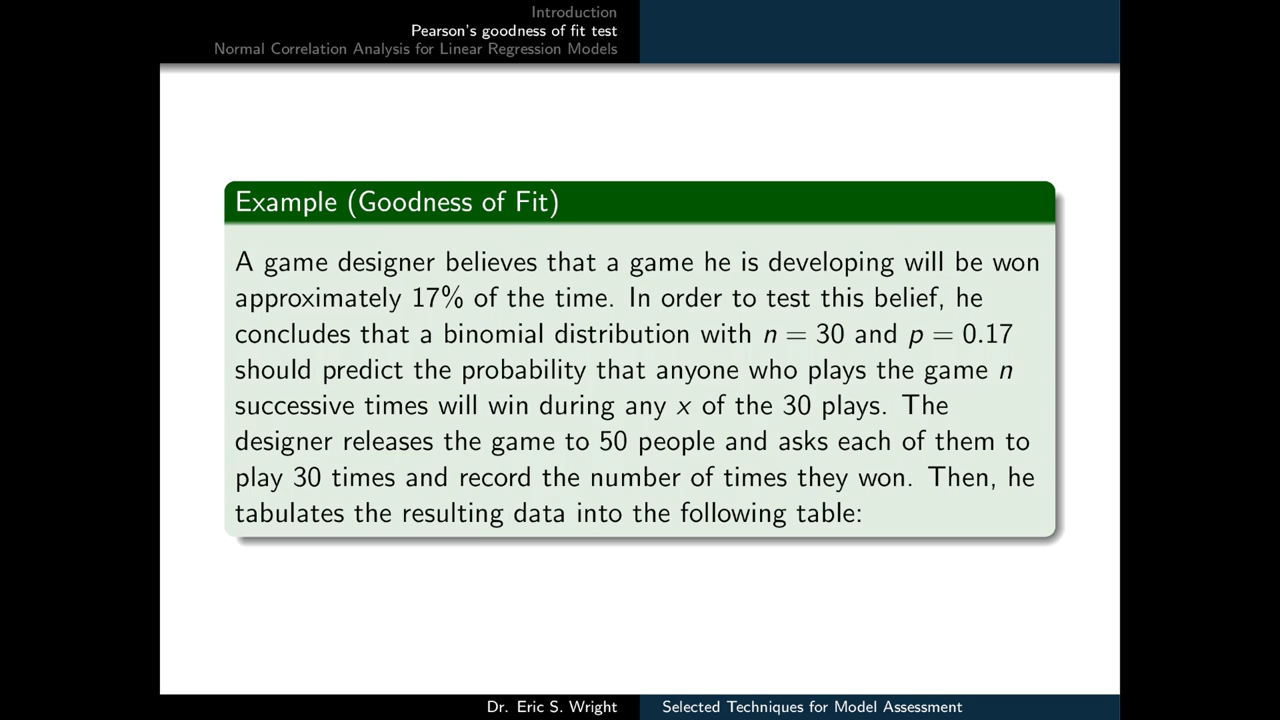 Introduction
Pearson's goodness of fit test
Normal Correlation Analysis for Linear Regression Models
Example (Goodness of Fit)
A game designer believes that a game he is developing will be won
approximately 17% of the time. In order to test this belief, he
concludes that a binomial distribution with n = 30 and p = 0.17
should predict the probability that anyone who plays the game n
successive times will win during any x of the 30 plays. The
designer releases the game to 50 people and asks each of them to
play 30 times and record the number of times they won. Then, he
tabulates the resulting data into the following table:
Dr. Eric S. Wright
Selected Techniques for Model Assessment